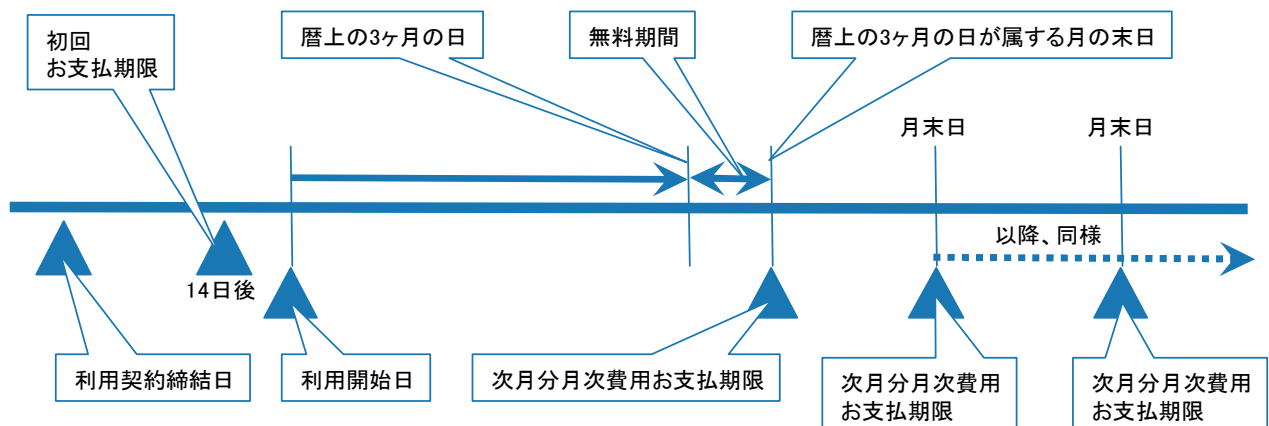 初回
お支払期限
暦上の3ヶ月の日
無料期間
暦上の3ヶ月の日が属する月の末日
月末日
月末日
以降、同様
14日後
利用契約締結日
利用開始日
次月分月次費用お支払期限
次月分月次費用
お支払期限
次月分月次費用
お支払期限